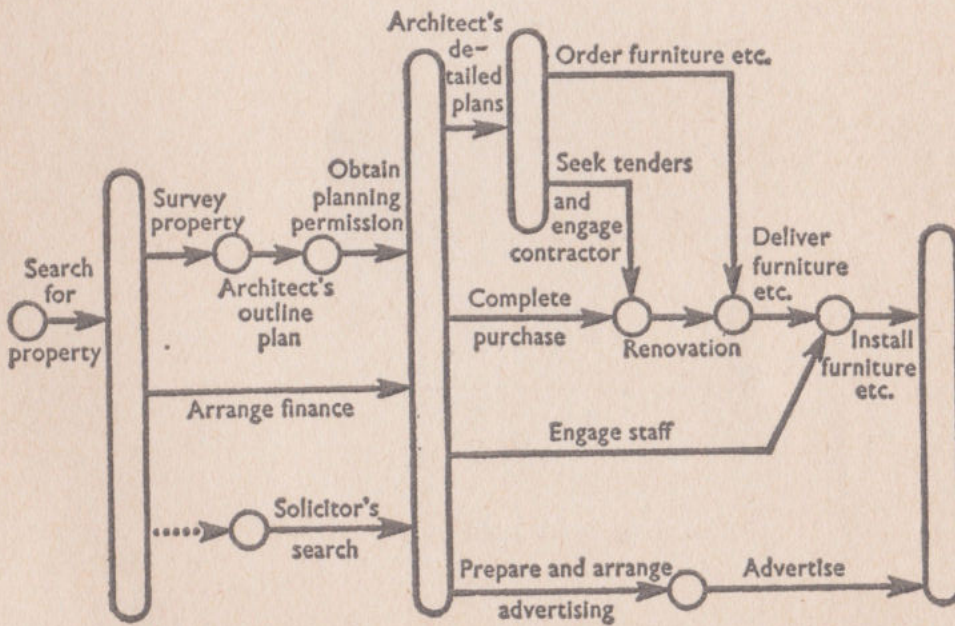 Search
for
property
Survey
property
Architect's
outline
plan
Obtain
planning
permission
Arrange finance
Solicitor's
search
Architect's
de-
tailed
plans
Order furniture etc.
Seek tenders
and
engage
contractor
Complete
purchase
Renovation
Deliver
furniture
etc.
Install
furniture
etc.
Engage staff
Prepare and arrange
advertising
Advertise